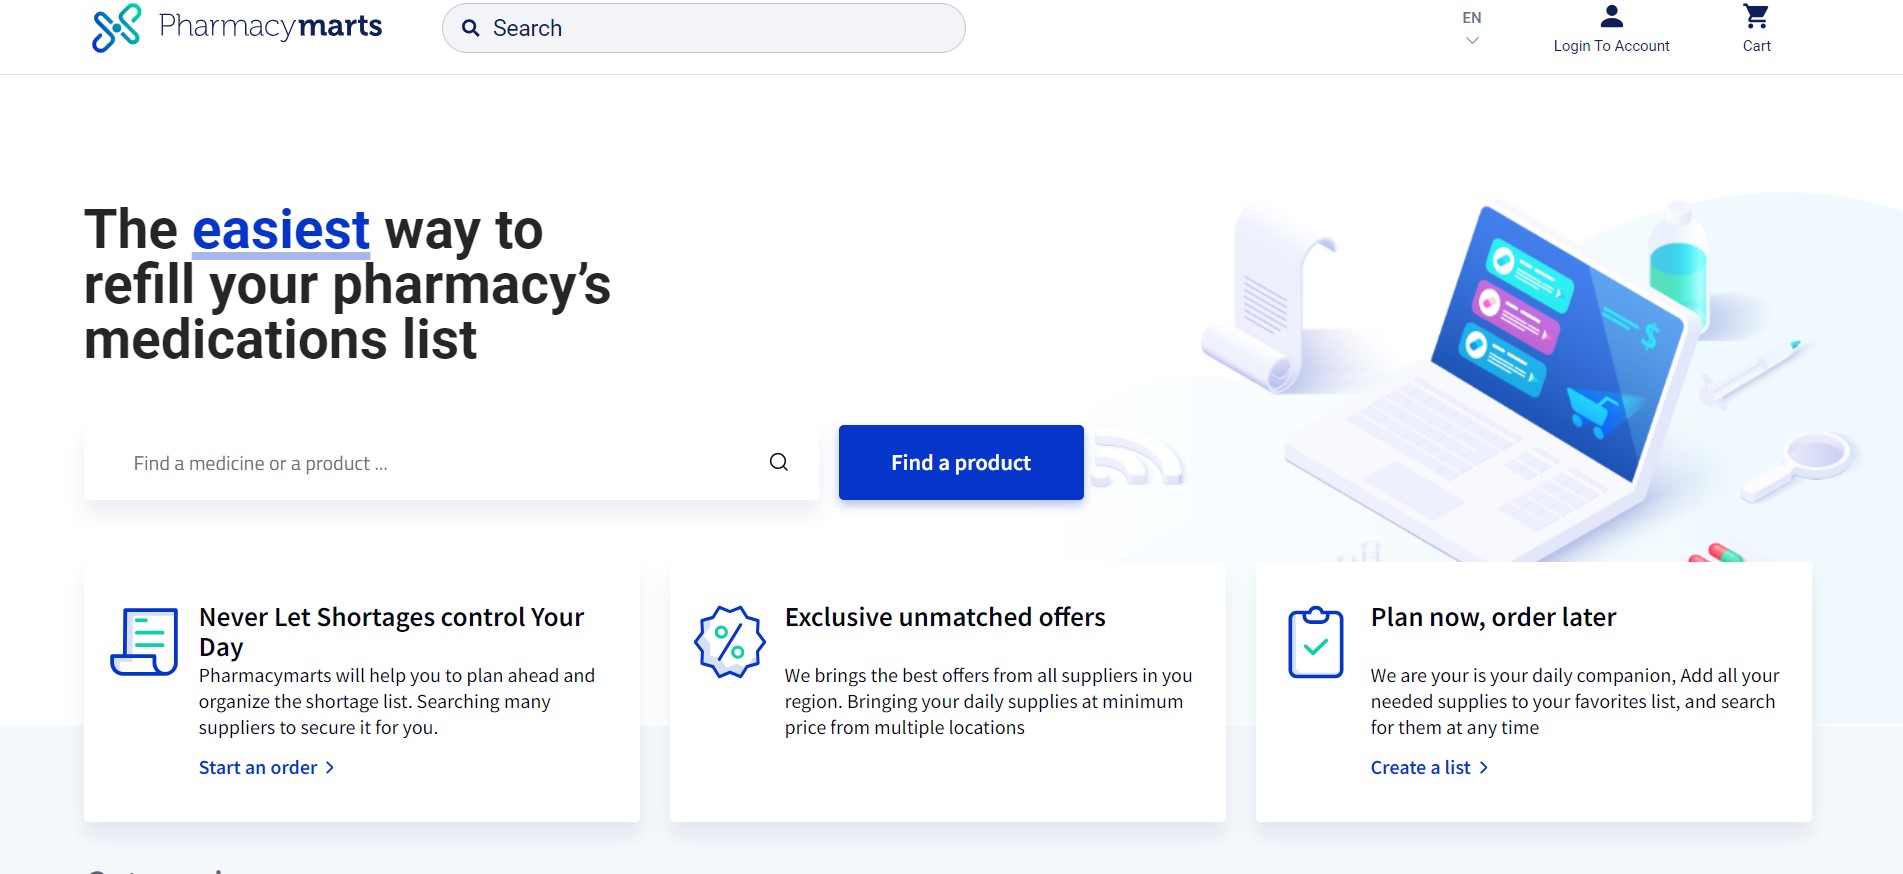 Pharmacymarts
Search
EN
Login To Account
Cart
The easiest way to
refill your pharmacy’s
medications list
Find a medicine or a product ...
Find a product
Never Let Shortages control Your
Day
Pharmacymarts will help you to plan ahead and
organize the shortage list. Searching many
suppliers to secure it for you.
Start an order
Exclusive unmatched offers
We brings the best offers from all suppliers in you
region. Bringing your daily supplies at minimum
price from multiple locations
Plan now, order later
We are your is your daily companion, Add all your
needed supplies to your favorites list, and search
for them at any time
Create a list